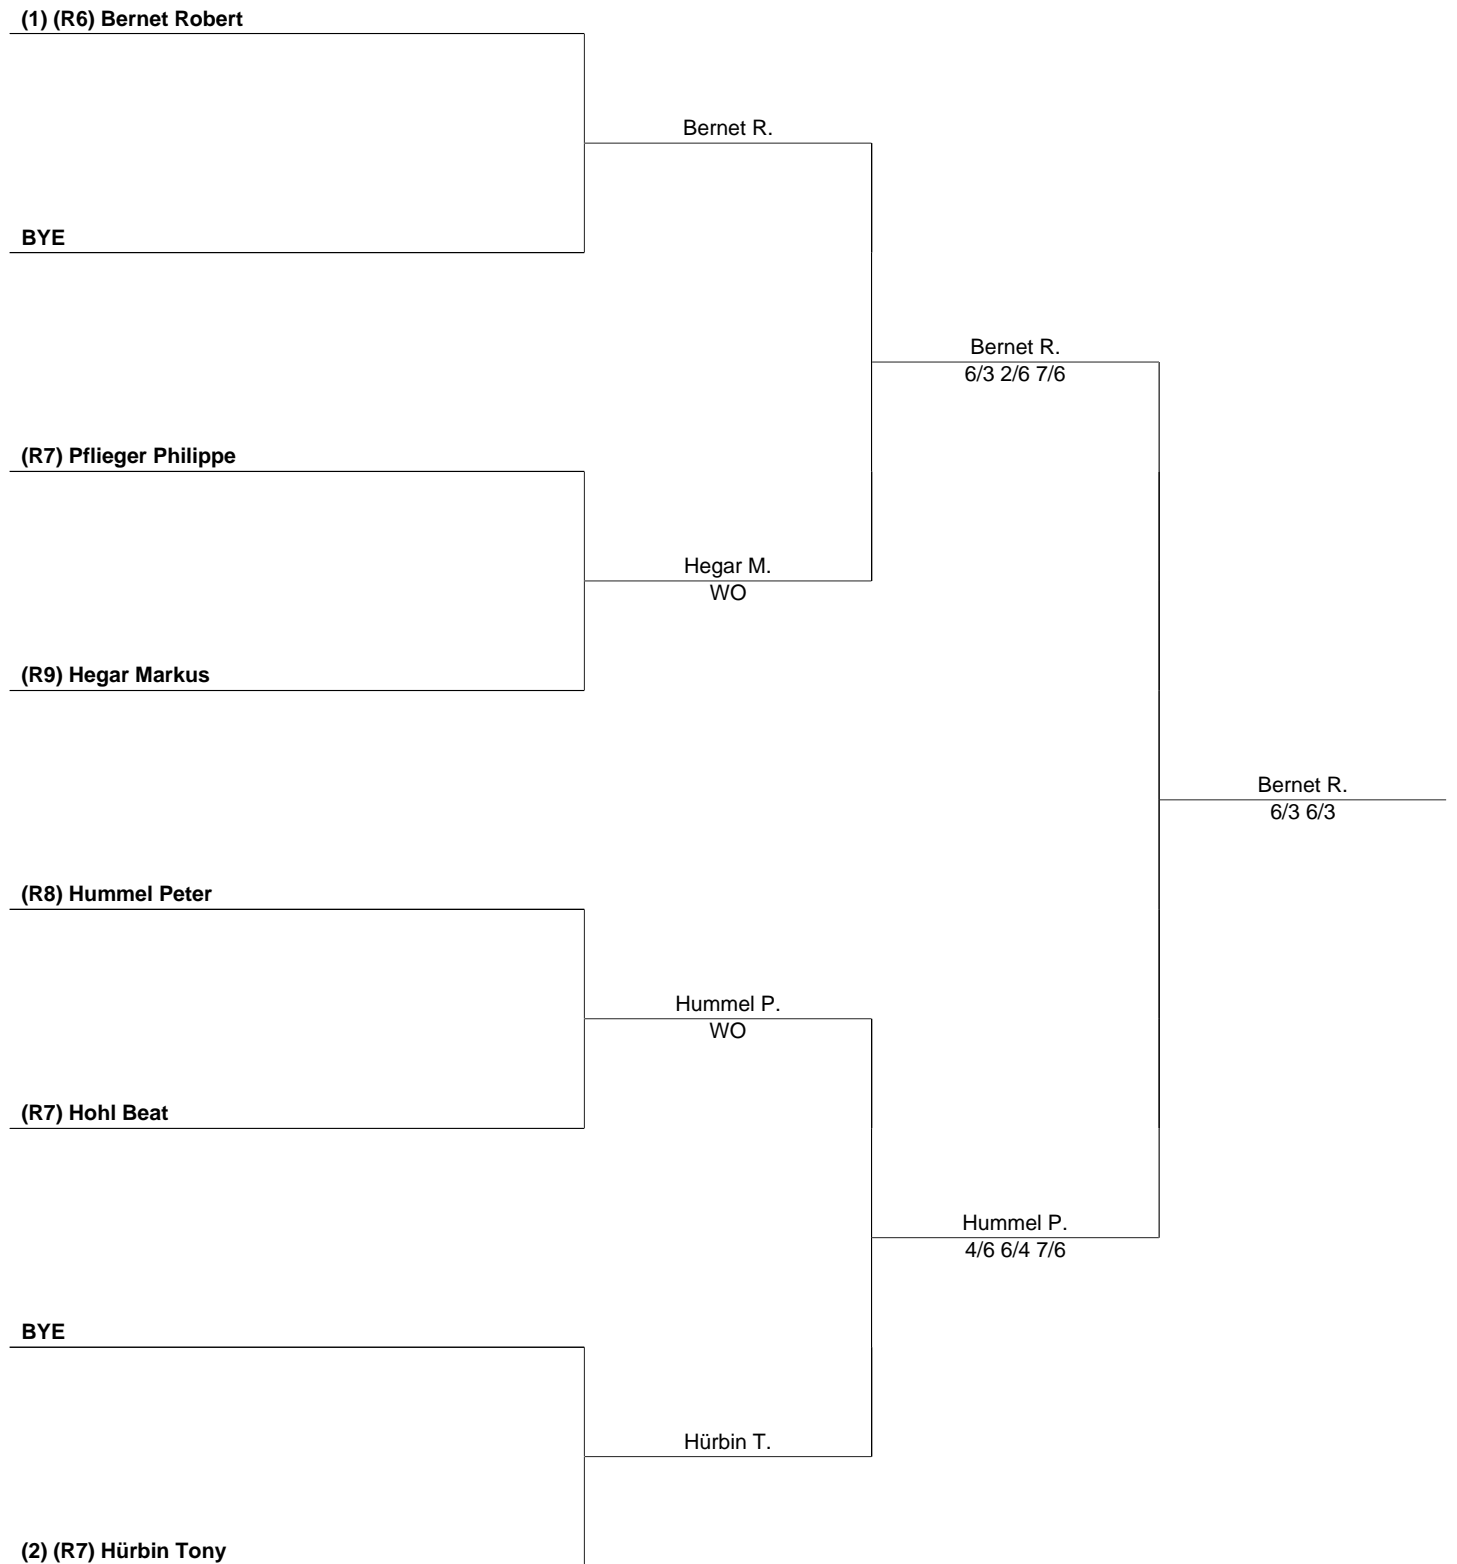 (1) (R6) Bernet Robert
Bernet R.
BYE
Bernet R.
6/3 2/6 7/6
(R7) Pflieger Philippe
Hegar M.
WO
(R9) Hegar Markus
Bernet R.
6/3 6/3
(R8) Hummel Peter
Hummel P.
WO
(R7) Hohl Beat
Hummel P.
4/6 6/4 7/6
BYE
Hürbin T.
(2) (R7) Hürbin Tony